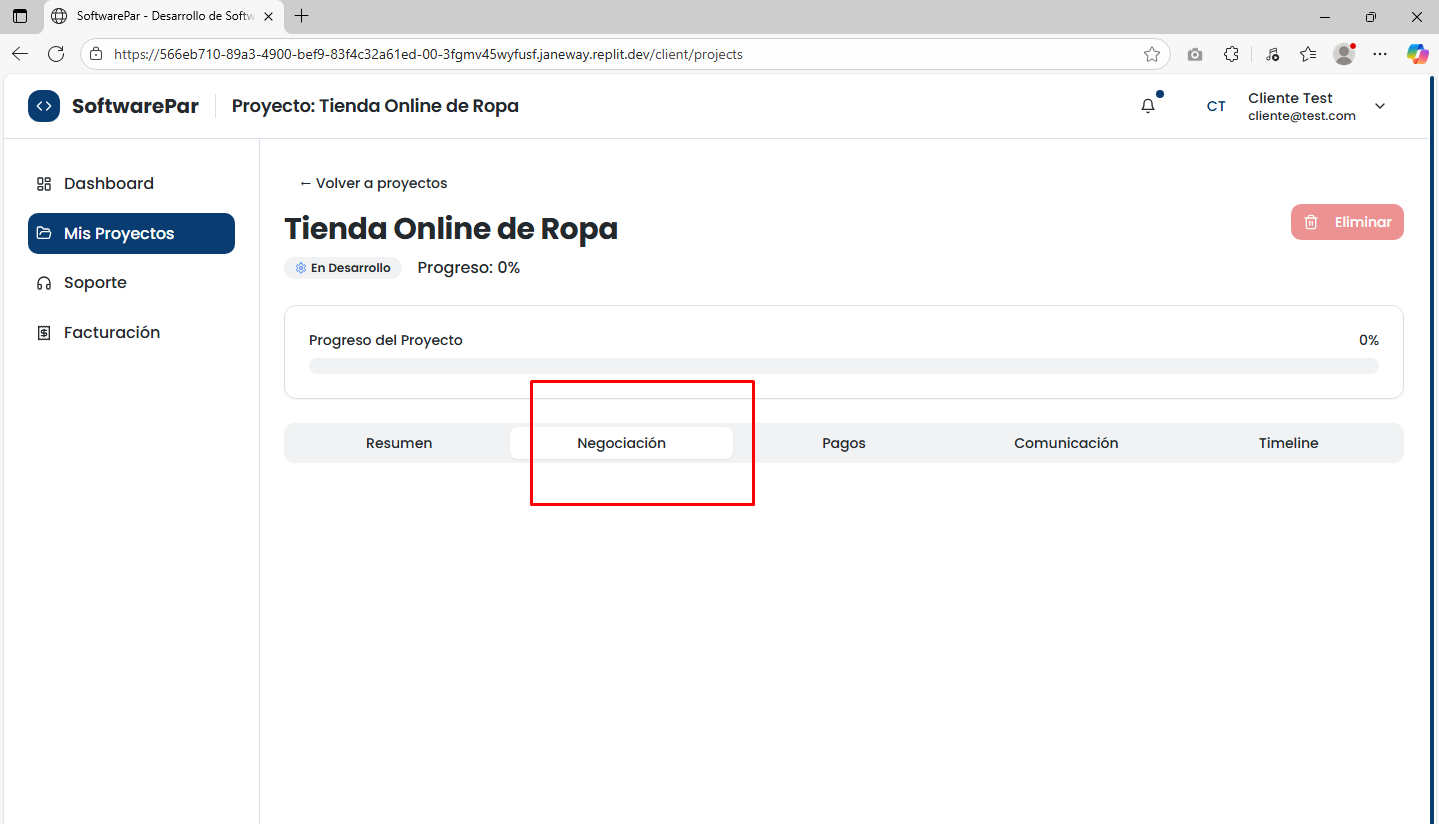 SoftwarePar - Desarrollo de Softw
https://566eb710-89a3-4900-bef9-83f4c32a61ed-00-3fgmv45wyfusf.janeway.replit.dev/client/projects
SoftwarePar
Proyecto: Tienda Online de Ropa
CT
Cliente Test
cliente@test.com
Dashboard
Mis Proyectos
Soporte
Facturación
← Volver a proyectos
Tienda Online de Ropa
Eliminar
En Desarrollo
Progreso: 0%
Progreso del Proyecto
0%
Resumen
Negociación
Pagos
Comunicación
Timeline